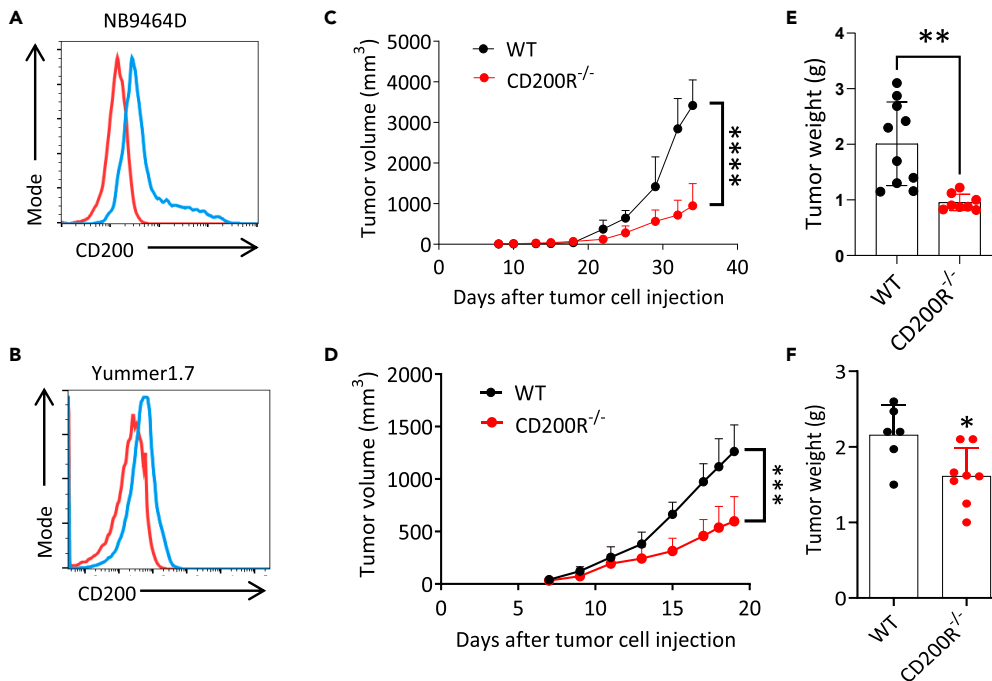 A
NB9464D
Mode
CD200
B
Yummer1.7
Mode
CD200
C
WT
CD200R-/-
Tumor volume (mm3)
5000
4000
3000
2000
1000
0
****
0
10
20
30
40
Days after tumor cell injection
D
WT
CD200R-/-
Tumor volume (mm3)
2000
1500
1000
500
0
***
0
5
10
15
20
Days after tumor cell injection
E
**
Tumor weight (g)
4
3
2
1
0
WT
CD200R-/-
F
*
Tumor weight (g)
3
2
1
0
WT
CD200R-/-